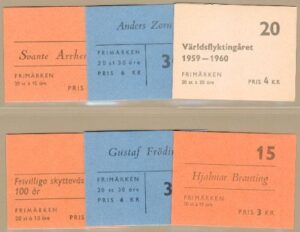 Svante Arrhe
FRIMÄRKEN
20 st 15 öre
PRIS
Anders Zorn
FRIMÄRKEN
20 st 30 öre
PRIS 6 KR
3
20
Världsflyktingåret
1959—1960
FRIMÄRKEN
20 st 20 öre
PRIS 4 KR
Frivilliga skytteväs
100 år
FRIMÄRKEN
20 st 15 öre
PRIS
Gustaf Frödin
FRIMÄRKEN
20 st 30 öre
PRIS 6 KR
3
15
Hjalmar Branting
FRIMÄRKEN
20 st 15 öre
PRIS 3 KR